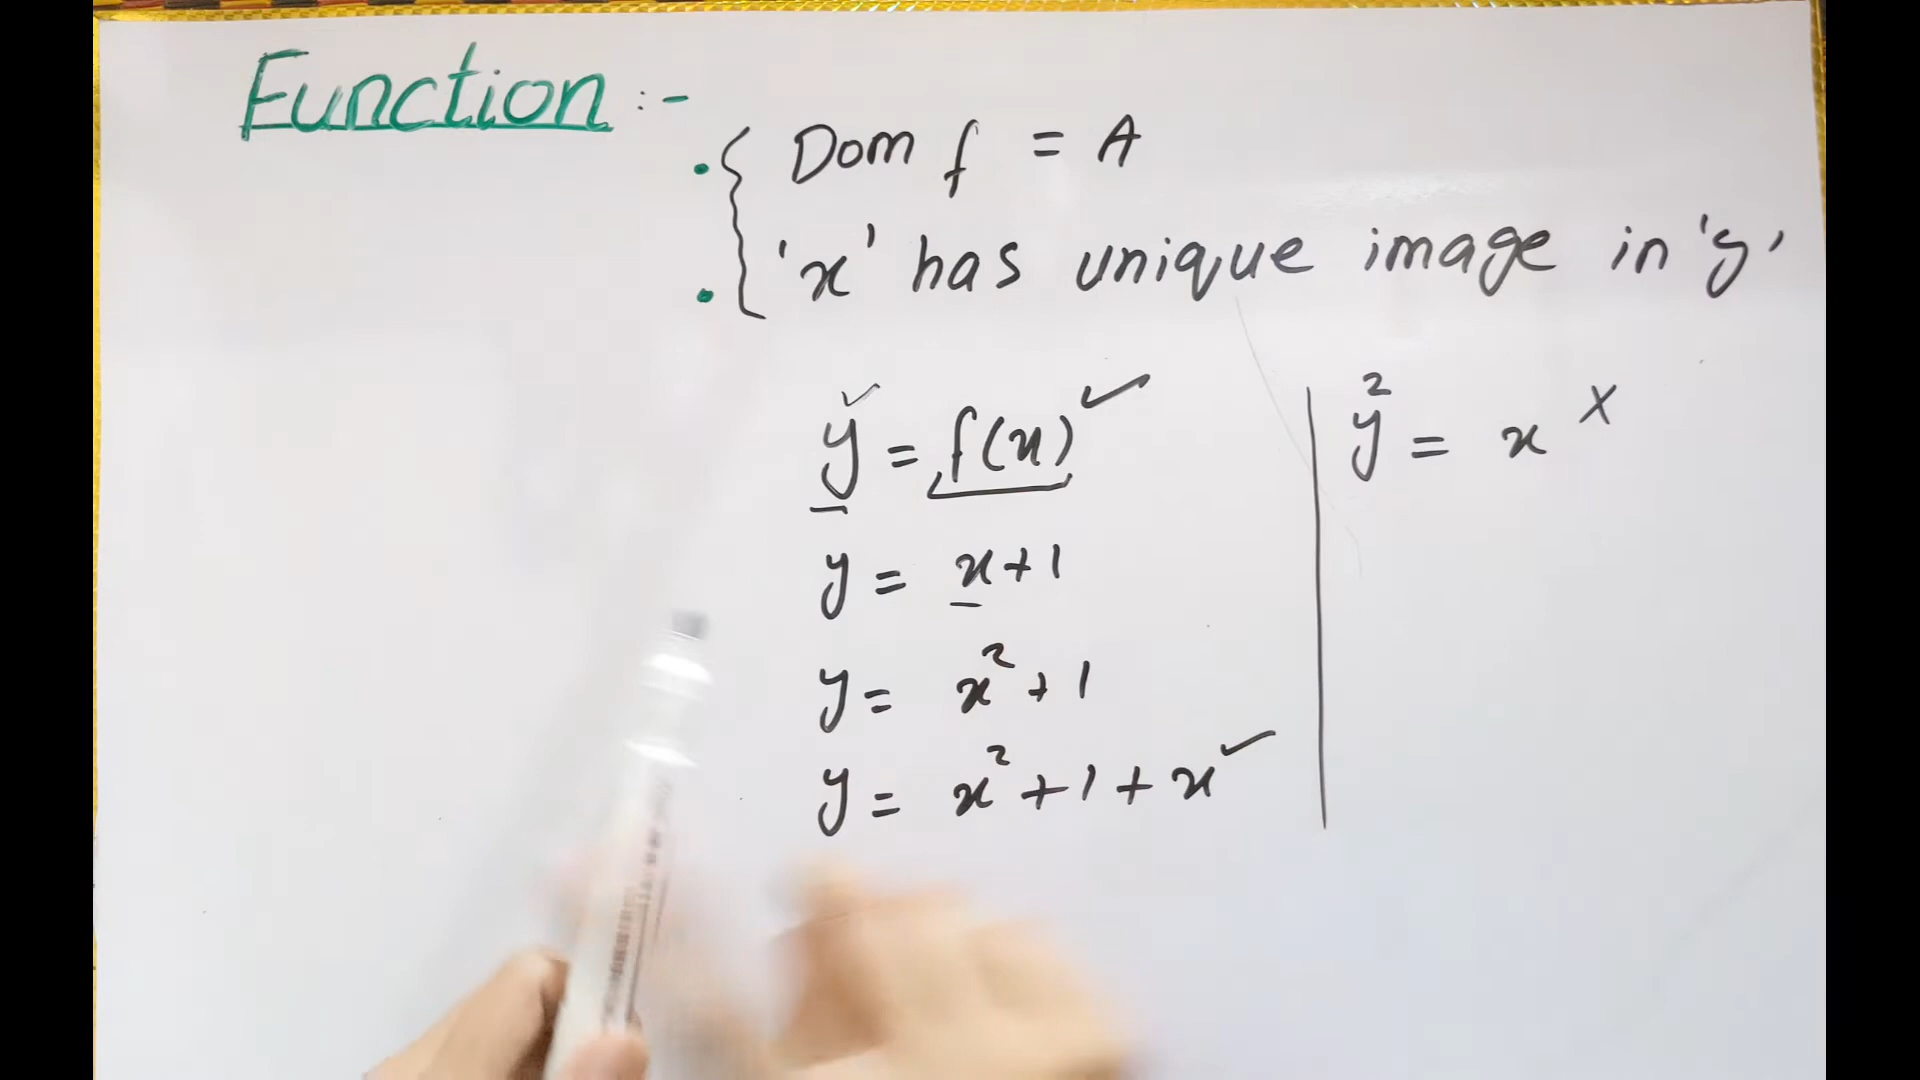 Function :-
Dom f = A
'x' has unique image in 'y'
y = f(x) ✓
y = x+1
y = x² + 1
y = x² + 1 + x ✓
y² = x ×